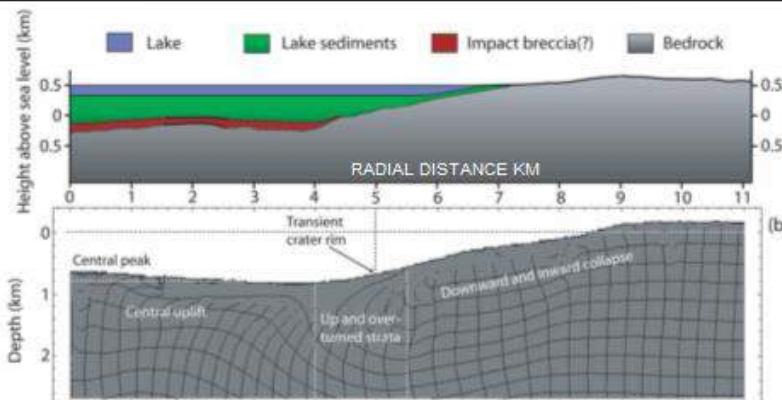 Height above sea level (km)
Lake
Lake sediments
Impact breccia(?)
Bedrock
0.5
0
0.5
0.5
0
0.5
RADIAL DISTANCE KM
0 1 2 3 4 5 6 7 8 9 10 11
Transient
crater rim
(b
Depth (km)
0
1
2
Central peak
Central uplift
Up and over-
turned strata
Downward and inward collapse